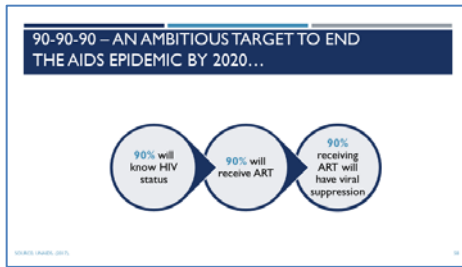 90-90-90 – AN AMBITIOUS TARGET TO END
THE AIDS EPIDEMIC BY 2020…
90% will
know HIV
status
90% will
receive ART
90%
receiving
ART will
have viral
suppression
SOURCE: UNAIDS, (2017).